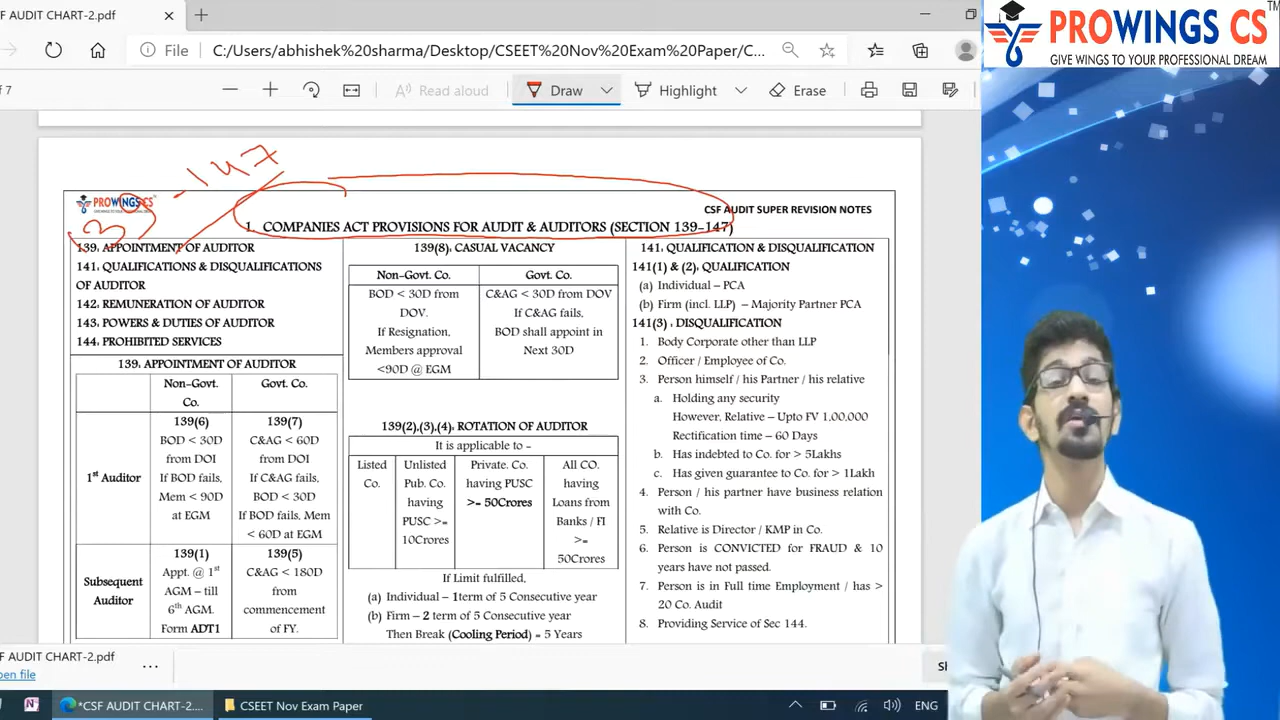 F AUDIT CHART-2.pdf
PROWINGS CS TM
GIVE WINGS TO YOUR PROFESSIONAL DREAM
File C:/Users/abhishek%20sharma/Desktop/CSEET%20Nov%20Exam%20Paper/C...
of 7
Read aloud
Draw
Highlight
Erase
139-147
PROWINGS CS
CSF AUDIT SUPER REVISION NOTES
1. COMPANIES ACT PROVISIONS FOR AUDIT & AUDITORS (SECTION 139-147)
139. APPOINTMENT OF AUDITOR
141. QUALIFICATIONS & DISQUALIFICATIONS
OF AUDITOR
142. REMUNERATION OF AUDITOR
143. POWERS & DUTIES OF AUDITOR
144. PROHIBITED SERVICES
139. APPOINTMENT OF AUDITOR
Non-Govt.
Co.
Govt. Co.
1st Auditor
139(6)
BOD < 30D
from DOI
If BOD fails,
Mem < 90D
at EGM
139(7)
C&AG < 60D
from DOI
If C&AG fails,
BOD < 30D
If BOD fails, Mem
< 60D at EGM
Subsequent
Auditor
139(1)
Appt. @ 1st
AGM – till
6th AGM.
Form ADT1
139(5)
C&AG < 180D
from
commencement
of FY.
139(8). CASUAL VACANCY
Non-Govt. Co.
Govt. Co.
BOD < 30D from
DOV.
If Resignation,
Members approval
<90D @ EGM
C&AG < 30D from DOV
If C&AG fails,
BOD shall appoint in
Next 30D
139(2),(3),(4). ROTATION OF AUDITOR
It is applicable to –
Listed
Co.
Unlisted
Pub. Co.
having
PUSC >=
10Crores
Private. Co.
having PUSC
>= 50Crores
All CO.
having
Loans from
Banks / FI
>=
50Crores
If Limit fulfilled,
(a) Individual – 1term of 5 Consecutive year
(b) Firm – 2 term of 5 Consecutive year
Then Break (Cooling Period) = 5 Years
141. QUALIFICATION & DISQUALIFICATION
141(1) & (2). QUALIFICATION
(a) Individual – PCA
(b) Firm (incl. LLP) – Majority Partner PCA
141(3) . DISQUALIFICATION
1. Body Corporate other than LLP
2. Officer / Employee of Co.
3. Person himself / his Partner / his relative
a. Holding any security
However, Relative – Upto FV 1,00,000
Rectification time – 60 Days
b. Has indebted to Co. for > 5Lakhs
c. Has given guarantee to Co. for > 1Lakh
4. Person / his partner have business relation
with Co.
5. Relative is Director / KMP in Co.
6. Person is CONVICTED for FRAUD & 10
years have not passed.
7. Person is in Full time Employment / has >
20 Co. Audit
8. Providing Service of Sec 144.
F AUDIT CHART-2.pdf
pen file
Sh
*CSF AUDIT CHART-2....
CSEET Nov Exam Paper
ENG